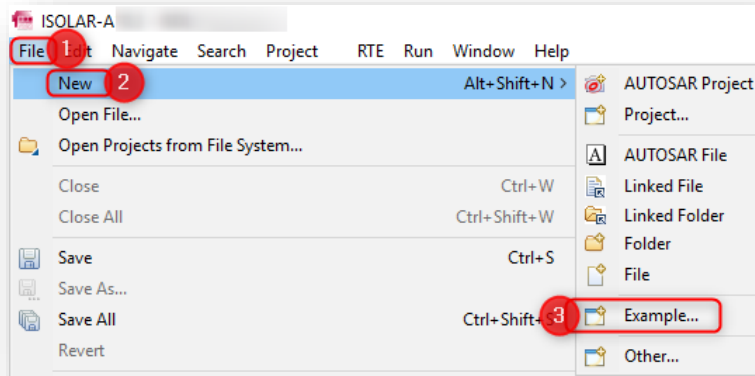 ISOLAR-A
File 1 Edit Navigate Search Project RTE Run Window Help
New 2 Alt+Shift+N >
Open File...
Open Projects from File System...
Close Ctrl+W
Close All Ctrl+Shift+W
Save Ctrl+S
Save As...
Save All Ctrl+Shift+S
Revert
AUTOSAR Project
Project...
A AUTOSAR File
Linked File
Linked Folder
Folder
File
3 Example...
Other...